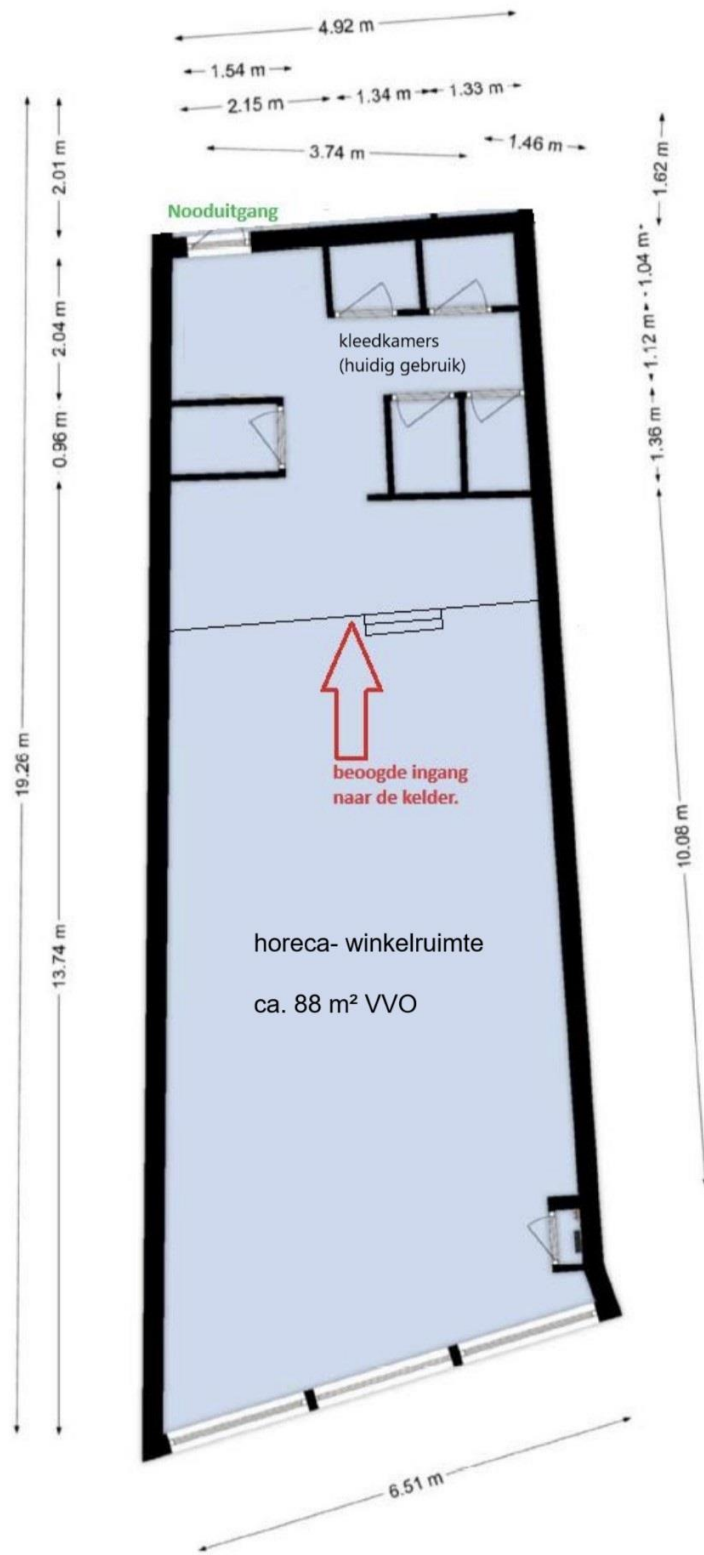 4.92 m
1.54 m
2.15 m
1.34 m
1.33 m
3.74 m
1.46 m
2.01 m
1.62 m
Nooduitgang
1.04 m
2.04 m
1.12 m
kleedkamers
(huidig gebruik)
0.96 m
1.36 m
19.26 m
beoogde ingang
naar de kelder.
10.08 m
13.74 m
horeca- winkelruimte
ca. 88 m² VVO
6.51 m